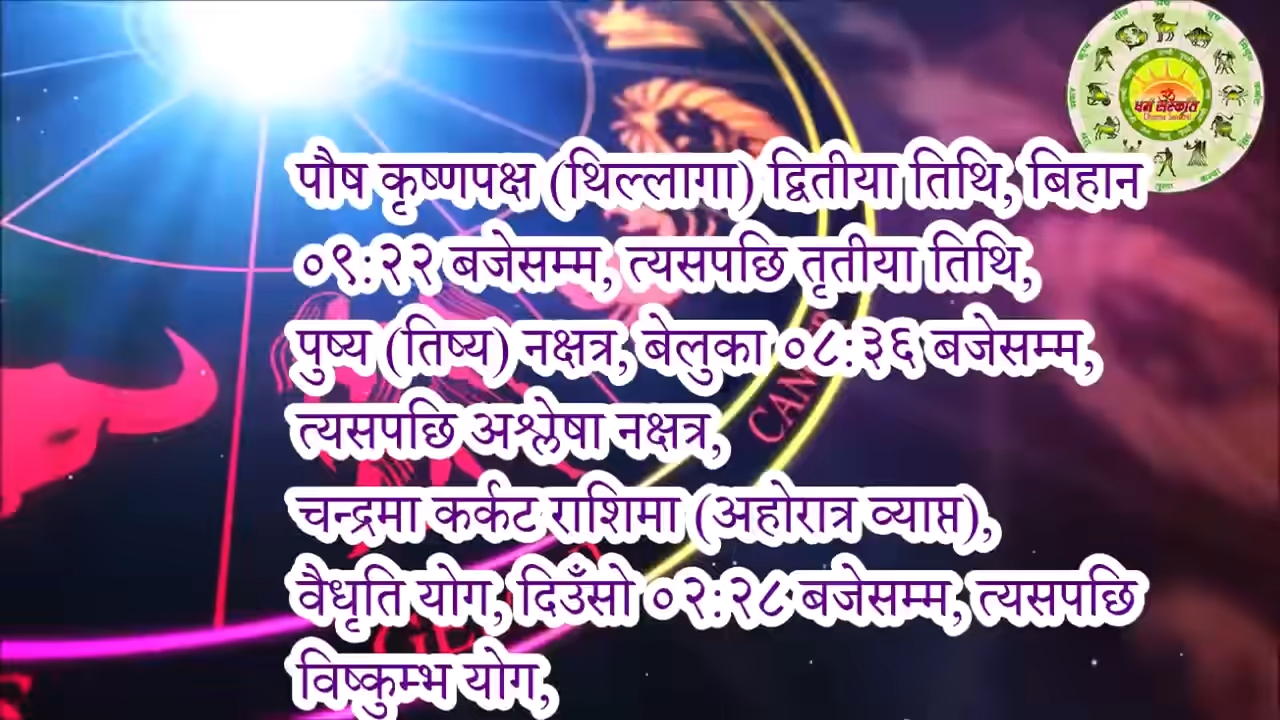 पौष कृष्णपक्ष (थिल्लागा) द्वितीया तिथि, बिहान
०९:२२ बजेसम्म, त्यसपछि तृतीया तिथि,
पुष्य (तिष्य) नक्षत्र, बेलुका ०८:३६ बजेसम्म,
त्यसपछि अश्लेषा नक्षत्र,
चन्द्रमा कर्कट राशिमा (अहोरात्र व्याप्त),
वैधृति योग, दिउँसो ०२:२८ बजेसम्म, त्यसपछि
विष्कुम्भ योग,
ॐ
धर्म संस्कार